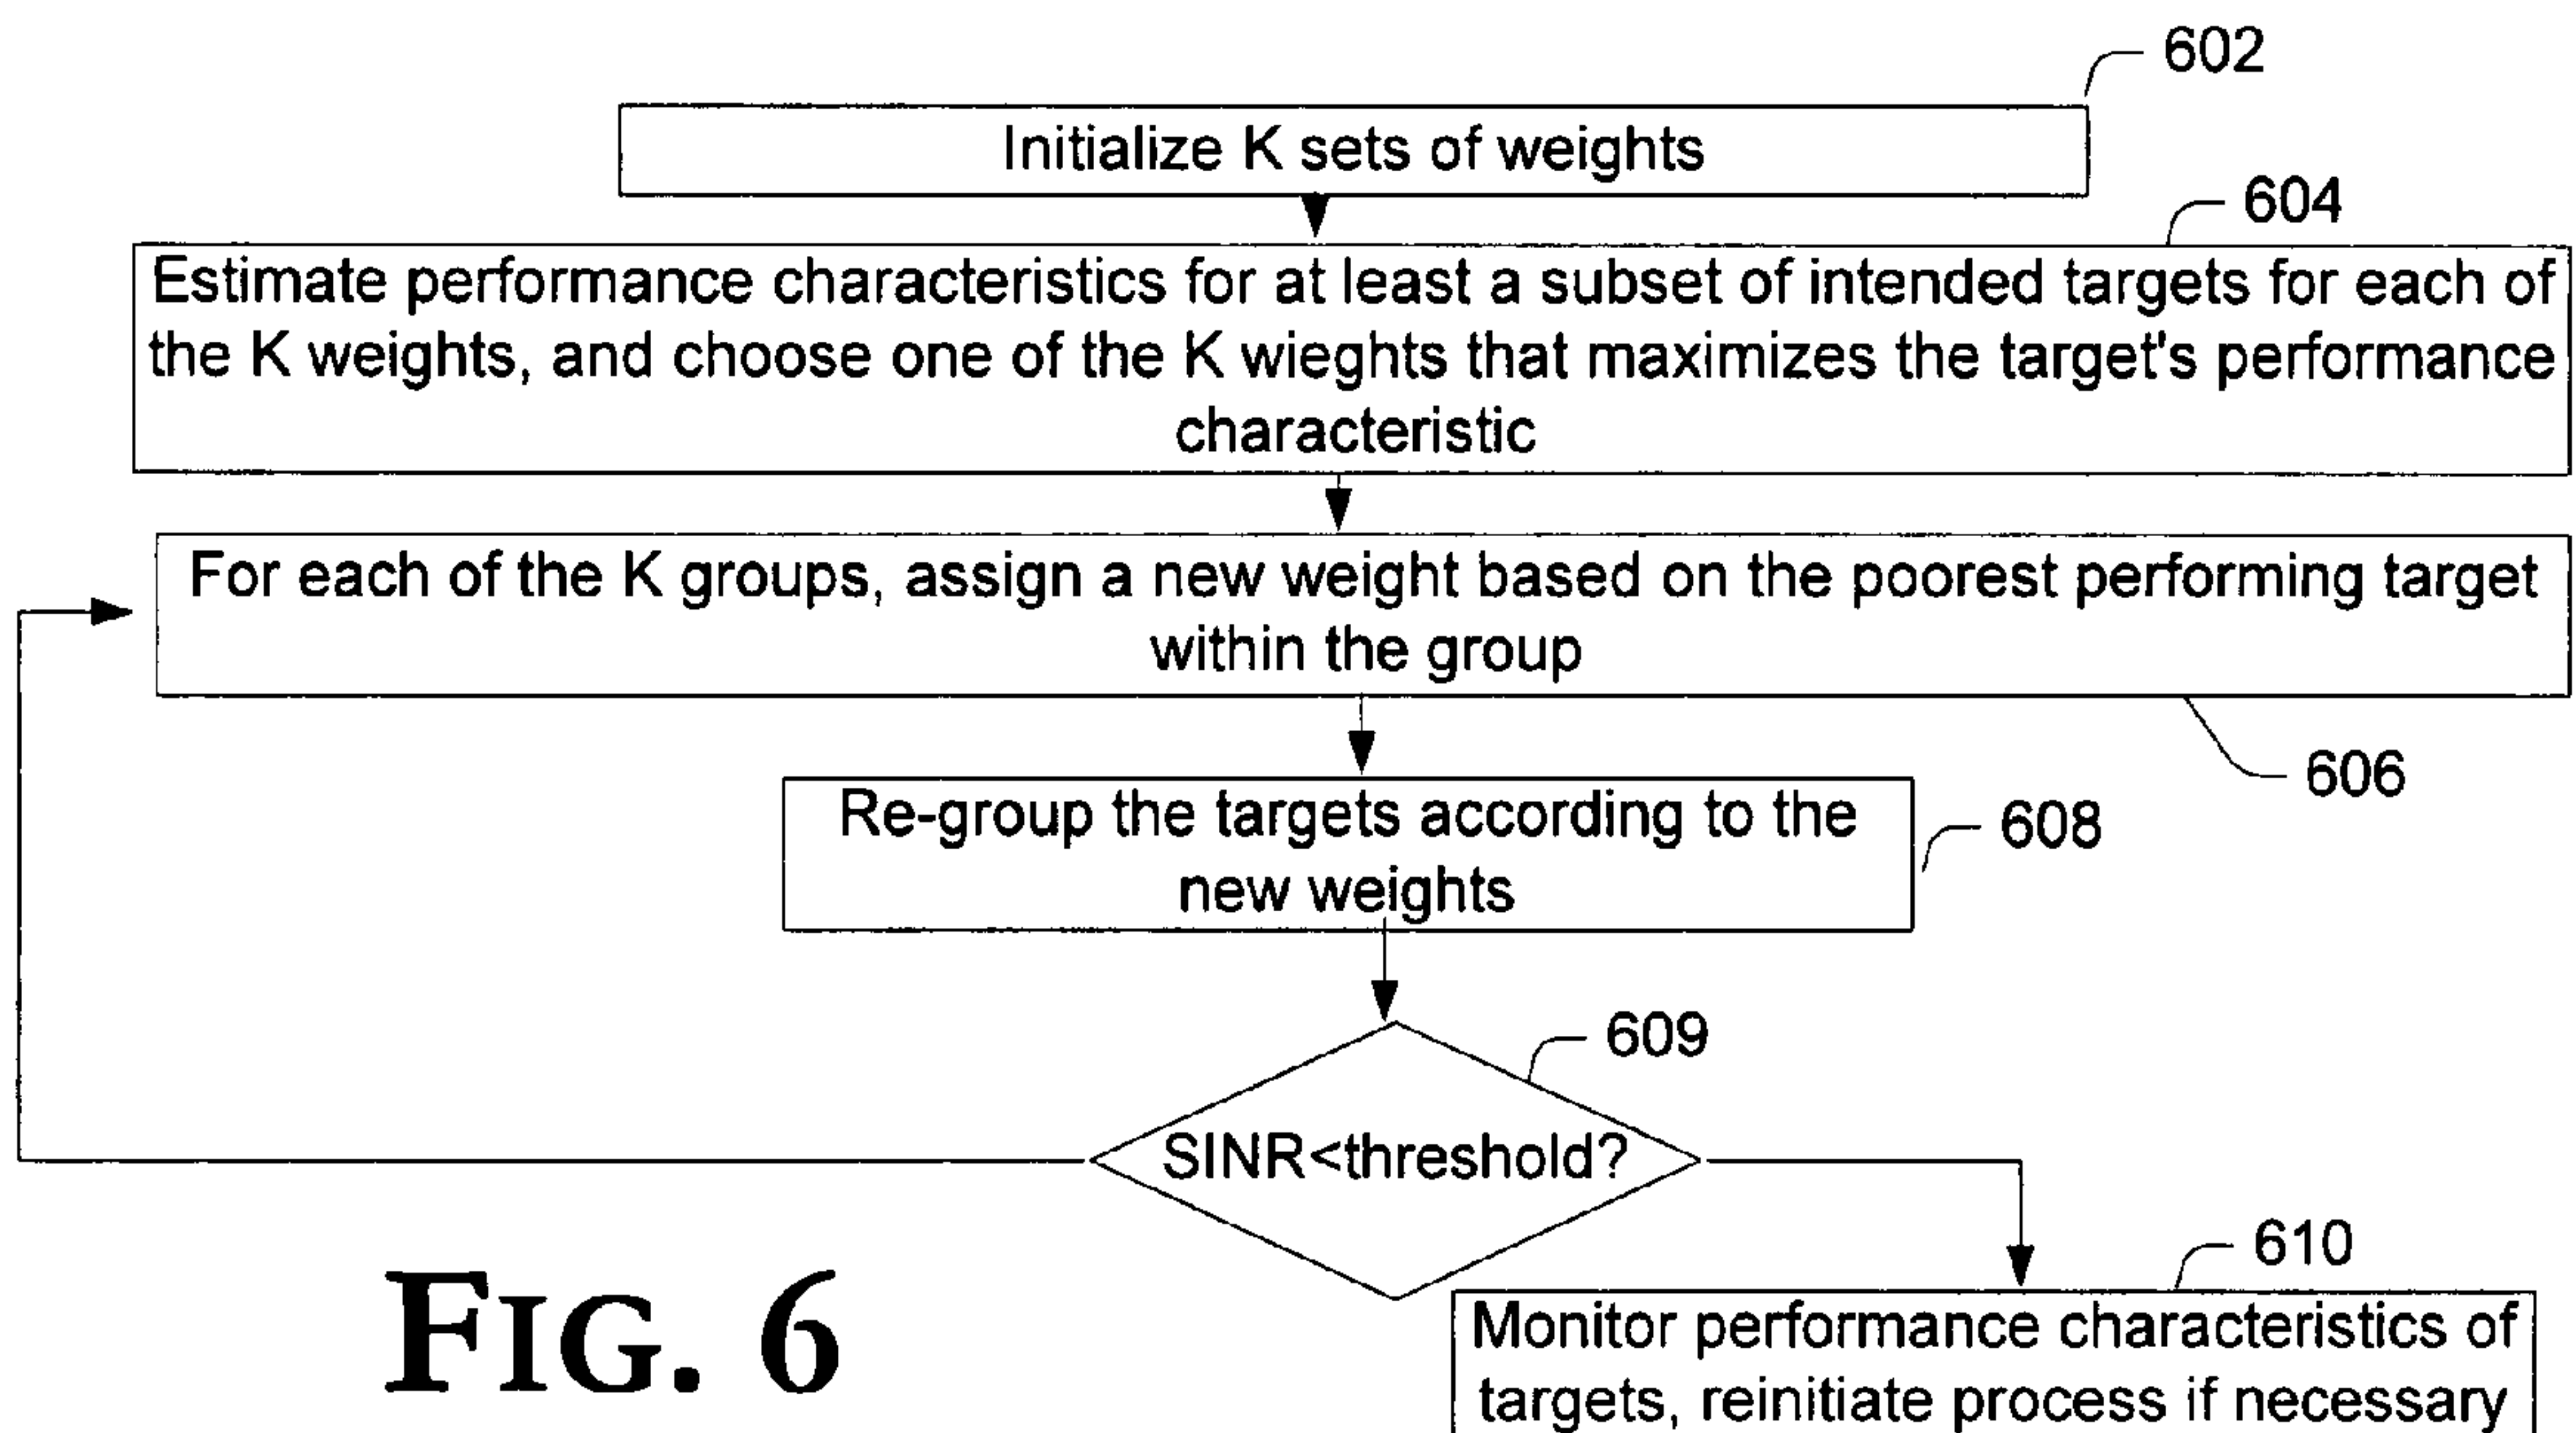 602
Initialize K sets of weights
604
Estimate performance characteristics for at least a subset of intended targets for each of
the K weights, and choose one of the K wieghts that maximizes the target's performance
characteristic
For each of the K groups, assign a new weight based on the poorest performing target
within the group
606
Re-group the targets according to the
new weights
608
609
SINR<threshold?
610
Monitor performance characteristics of
targets, reinitiate process if necessary
FIG. 6